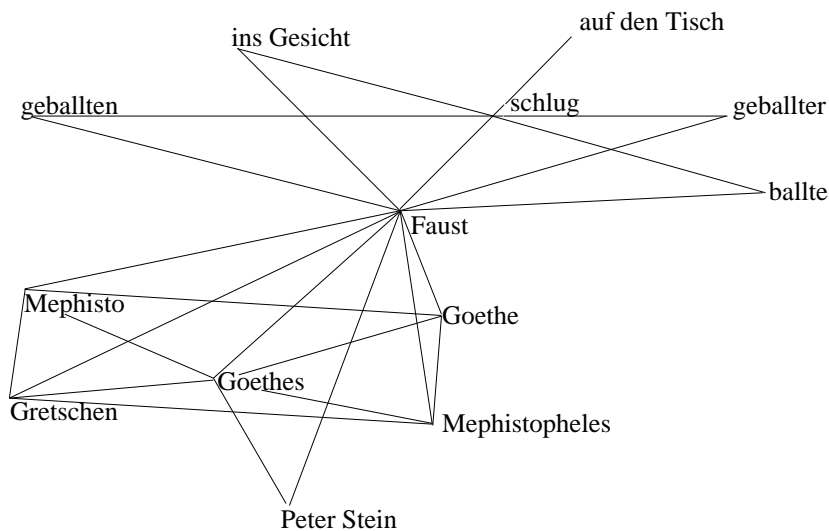 auf den Tisch
ins Gesicht
geballten
schlug
geballter
ballte
Faust
Mephisto
Goethe
Goethes
Gretschen
Mephistopheles
Peter Stein